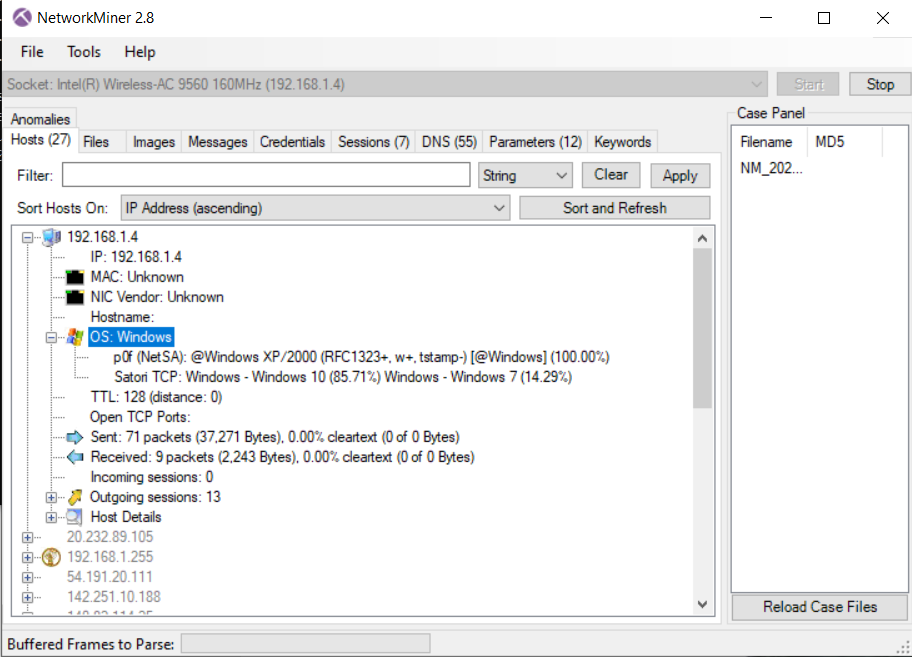 NetworkMiner 2.8
File Tools Help
Socket: Intel(R) Wireless-AC 9560 160MHz (192.168.1.4) Start Stop
Anomalies
Hosts (27) Files Images Messages Credentials Sessions (7) DNS (55) Parameters (12) Keywords
Filter: String Clear Apply
Sort Hosts On: IP Address (ascending) Sort and Refresh
192.168.1.4
IP: 192.168.1.4
MAC: Unknown
NIC Vendor: Unknown
Hostname:
OS: Windows
p0f (NetSA): @Windows XP/2000 (RFC1323+, w+, tstamp-) [@Windows] (100.00%)
Satori TCP: Windows - Windows 10 (85.71%) Windows - Windows 7 (14.29%)
TTL: 128 (distance: 0)
Open TCP Ports:
Sent: 71 packets (37,271 Bytes), 0.00% cleartext (0 of 0 Bytes)
Received: 9 packets (2,243 Bytes), 0.00% cleartext (0 of 0 Bytes)
Incoming sessions: 0
Outgoing sessions: 13
Host Details
20.232.89.105
192.168.1.255
54.191.20.111
142.251.10.188
Case Panel
Filename MD5
NM_202...
Reload Case Files
Buffered Frames to Parse: